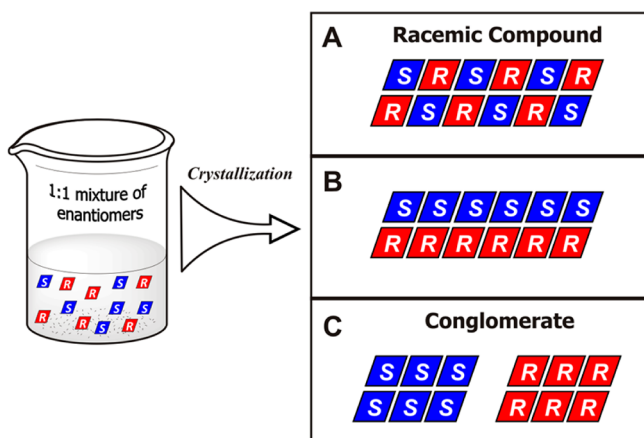 1:1 mixture of
enantiomers
S R R S R
S S S
R R S R
Crystallization
A
Racemic Compound
S R S R S R
R S R S R S
B
S S S S S S
R R R R R R
C
Conglomerate
S S S R R R
S S S R R R